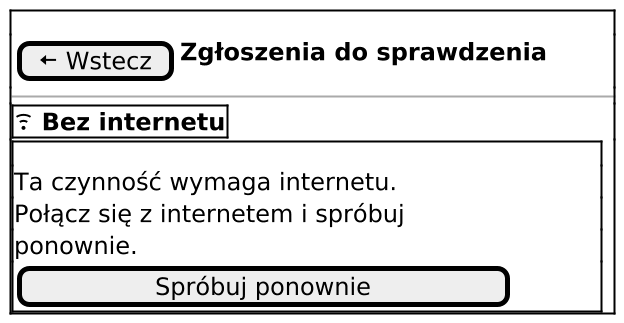 ← Wstecz Zgłoszenia do sprawdzenia
Bez internetu
Ta czynność wymaga internetu.
Połącz się z internetem i spróbuj
ponownie.
Spróbuj ponownie